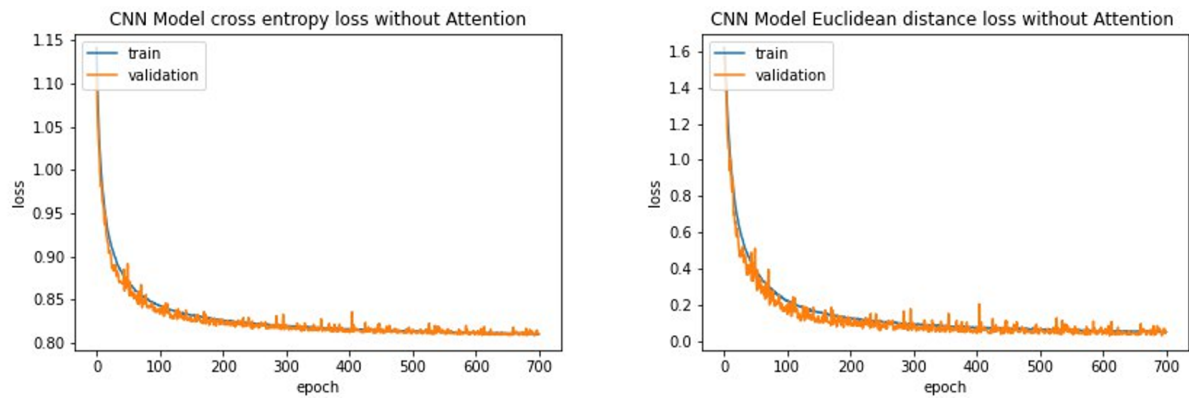 CNN Model cross entropy loss without Attention
1.15
1.10
1.05
1.00
0.95
0.90
0.85
0.80
loss
train
validation
0 100 200 300 400 500 600 700
epoch
CNN Model Euclidean distance loss without Attention
1.6
1.4
1.2
1.0
0.8
0.6
0.4
0.2
0.0
loss
train
validation
0 100 200 300 400 500 600 700
epoch